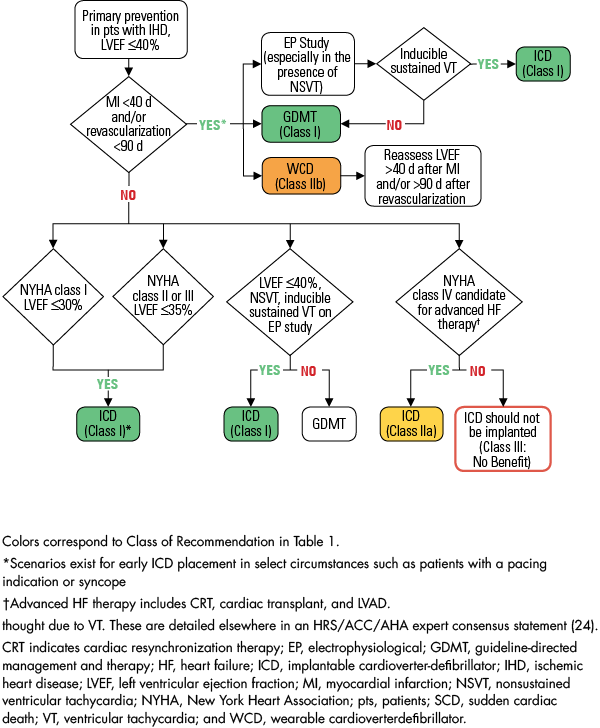 Primary prevention
in pts with IHD,
LVEF ≤40%
EP Study
(especially in the
presence of
NSVT)
Inducible
sustained VT
YES
ICD
(Class I)
MI <40 d
and/or
revascularization
<90 d
YES*
GDMT
(Class I)
NO
WCD
(Class IIb)
Reassess LVEF
>40 d after MI
and/or >90 d after
revascularization
NO
NYHA class I
LVEF ≤30%
NYHA
class II or III
LVEF ≤35%
LVEF ≤40%,
NSVT, inducible
sustained VT on
EP study
NYHA
class IV candidate
for advanced HF
therapy†
YES
YES
NO
YES
NO
ICD
(Class I)*
ICD
(Class I)
GDMT
ICD
(Class IIa)
ICD should not
be implanted
(Class III:
No Benefit)
Colors correspond to Class of Recommendation in Table 1.
*Scenarios exist for early ICD placement in select circumstances such as patients with a pacing
indication or syncope
†Advanced HF therapy includes CRT, cardiac transplant, and LVAD.
thought due to VT. These are detailed elsewhere in an HRS/ACC/AHA expert consensus statement (24).
CRT indicates cardiac resynchronization therapy; EP, electrophysiological; GDMT, guideline-directed
management and therapy; HF, heart failure; ICD, implantable cardioverter-defibrillator; IHD, ischemic
heart disease; LVEF, left ventricular ejection fraction; MI, myocardial infarction; NSVT, nonsustained
ventricular tachycardia; NYHA, New York Heart Association; pts, patients; SCD, sudden cardiac
death; VT, ventricular tachycardia; and WCD, wearable cardioverterdefibrillator.